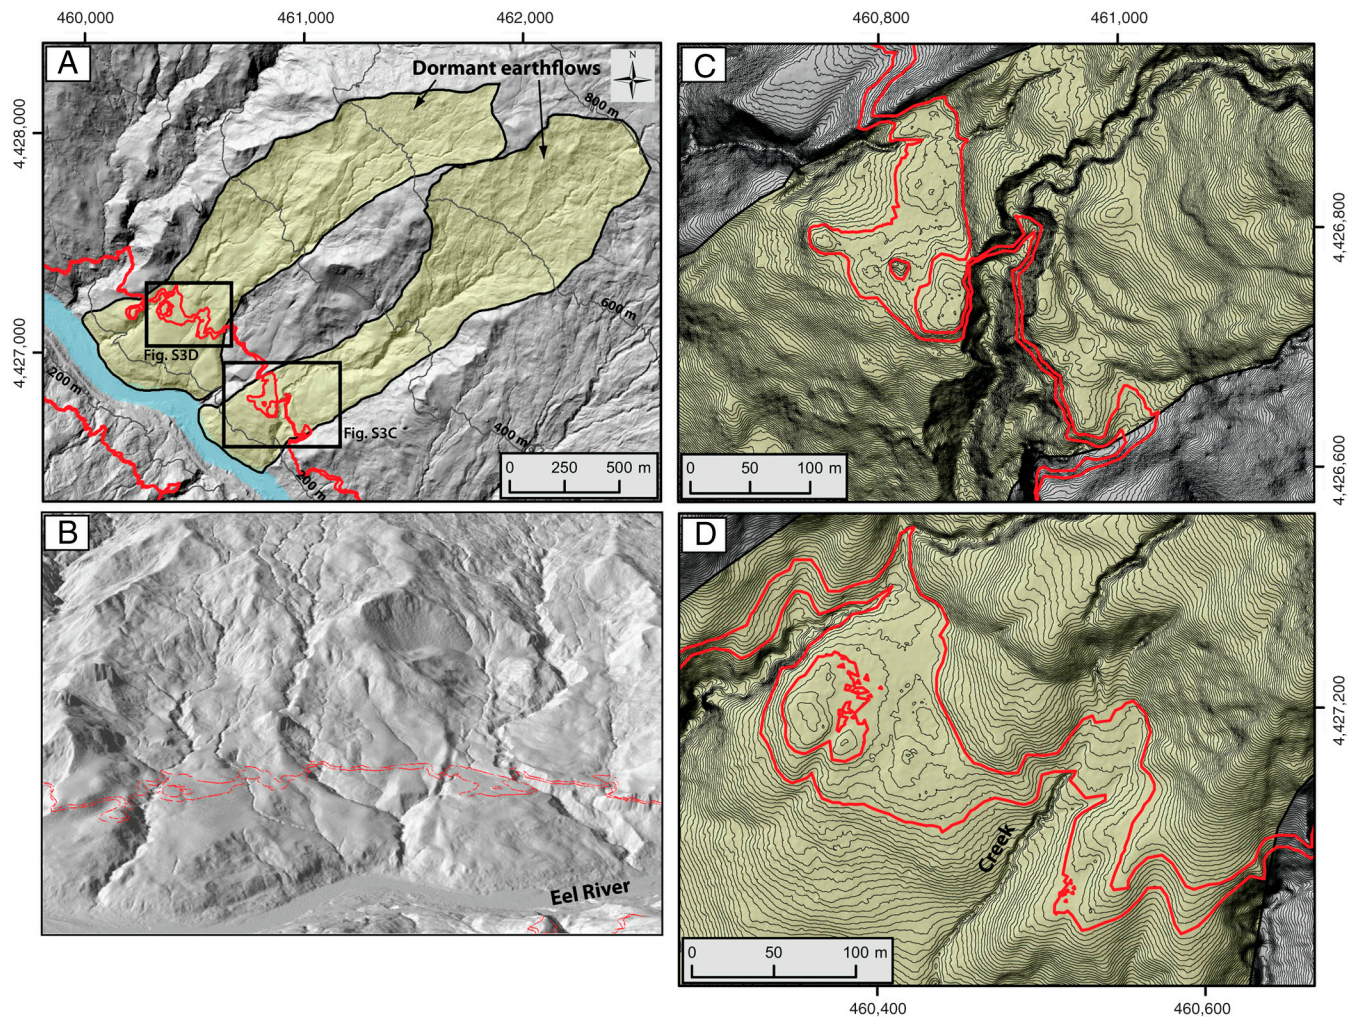 460,000
461,000
462,000
460,800
461,000
A
Dormant earthflows
N
800 m
4,428,000
4,427,000
Fig. S3D
600 m
200 m
Fig. S3C
400 m
200 m
0 250 500 m
C
4,426,800
4,426,600
0 50 100 m
B
Eel River
D
4,427,200
Creek
0 50 100 m
460,400
460,600